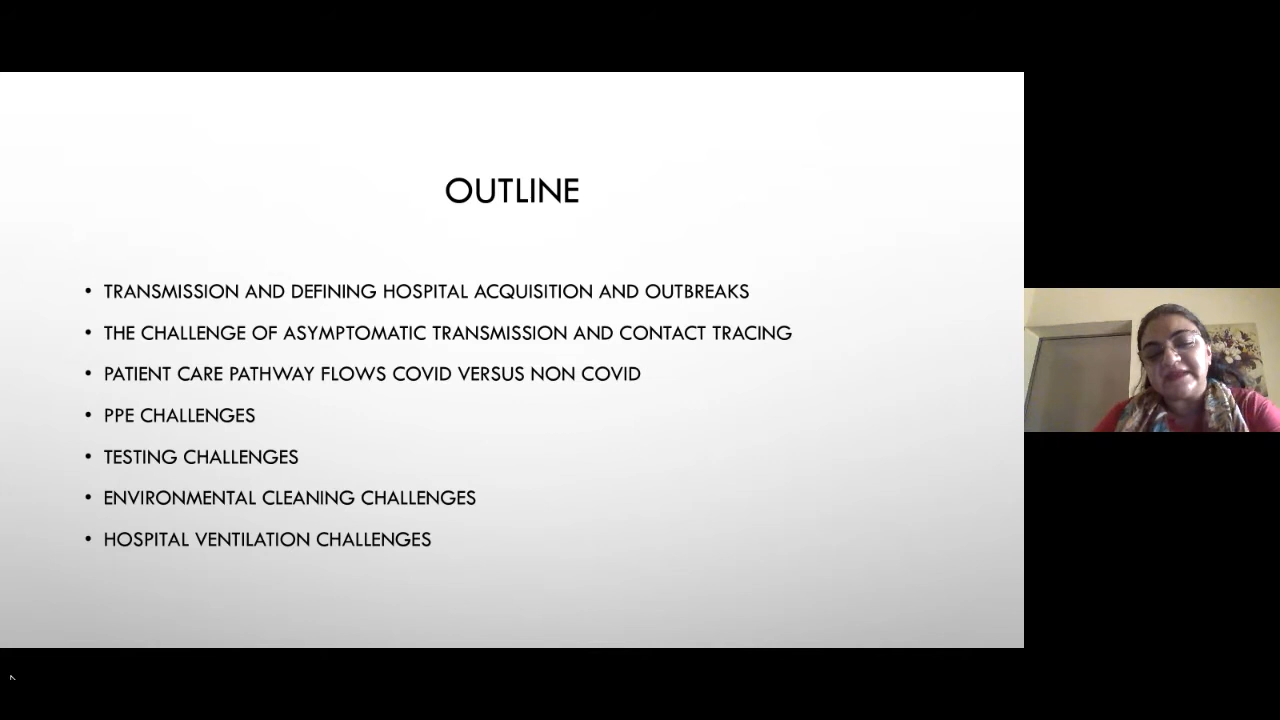 OUTLINE
• TRANSMISSION AND DEFINING HOSPITAL ACQUISITION AND OUTBREAKS
• THE CHALLENGE OF ASYMPTOMATIC TRANSMISSION AND CONTACT TRACING
• PATIENT CARE PATHWAY FLOWS COVID VERSUS NON COVID
• PPE CHALLENGES
• TESTING CHALLENGES
• ENVIRONMENTAL CLEANING CHALLENGES
• HOSPITAL VENTILATION CHALLENGES